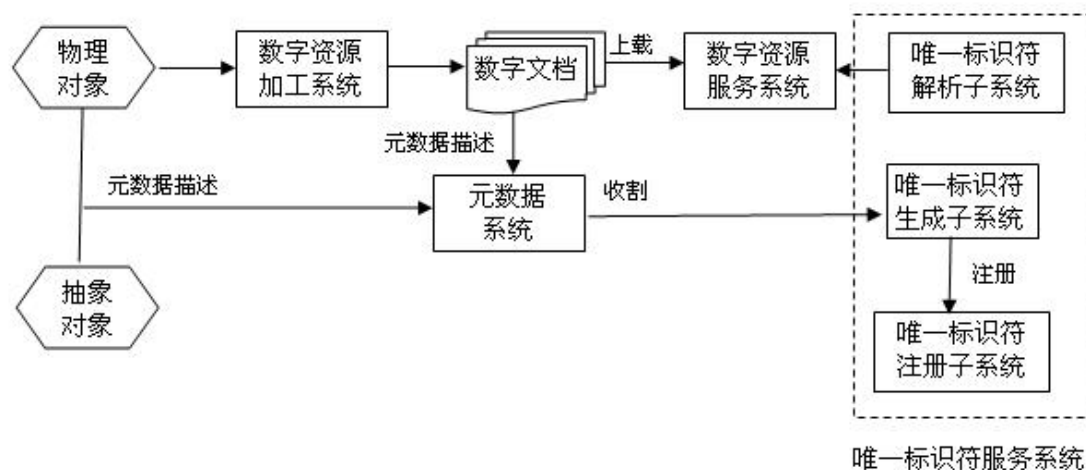 物理
对象
数字资源
加工系统
数字文档
上载
数字资源
服务系统
唯一标识符
解析子系统
元数据描述
元数据描述
元数据
系统
收割
唯一标识符
生成子系统
注册
抽象
对象
唯一标识符
注册子系统
唯一标识符服务系统